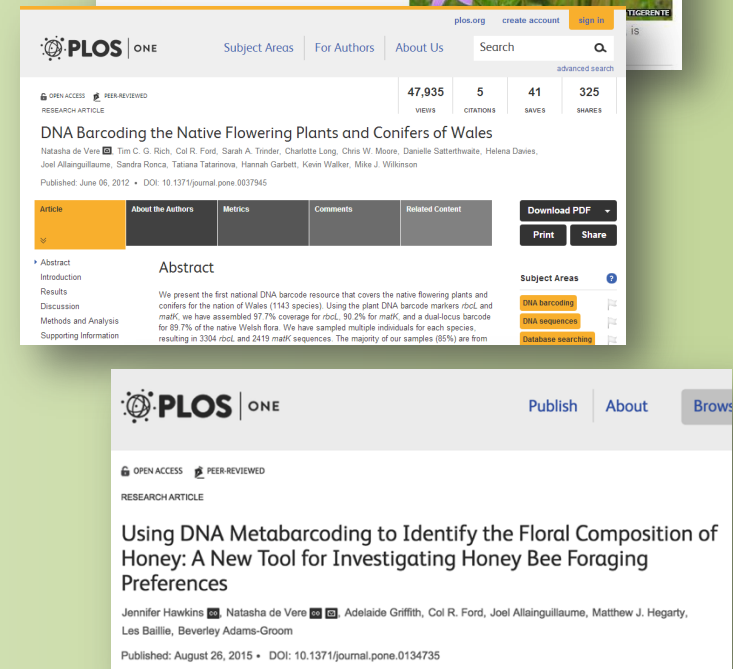 TIGERENTE
is
plos.org create account sign in
PLOS ONE Subject Areas For Authors About Us Search
advanced search
OPEN ACCESS PEER-REVIEWED
RESEARCH ARTICLE
47,935 5 41 325
VIEWS CITATIONS SAVES SHARES
DNA Barcoding the Native Flowering Plants and Conifers of Wales
Natasha de Vere, Tim C. G. Rich, Col R. Ford, Sarah A. Trinder, Charlotte Long, Chris W. Moore, Danielle Satterthwaite, Helena Davies,
Joel Allainguillaume, Sandra Ronca, Tatiana Tatarinova, Hannah Garbett, Kevin Walker, Mike J. Wilkinson
Published: June 06, 2012 • DOI: 10.1371/journal.pone.0037945
Article About the Authors Metrics Comments Related Content
Download PDF
Print Share
Abstract
Introduction
Results
Discussion
Methods and Analysis
Supporting Information
Abstract
We present the first national DNA barcode resource that covers the native flowering plants and
conifers for the nation of Wales (1143 species). Using the plant DNA barcode markers rbcL and
matK, we have assembled 97.7% coverage for rbcL, 90.2% for matK, and a dual-locus barcode
for 89.7% of the native Welsh flora. We have sampled multiple individuals for each species,
resulting in 3304 rbcL and 2419 matK sequences. The majority of our samples (85%) are from
Subject Areas ?
DNA barcoding
DNA sequences
Database searching
PLOS ONE Publish About Brows
OPEN ACCESS PEER-REVIEWED
RESEARCH ARTICLE
Using DNA Metabarcoding to Identify the Floral Composition of
Honey: A New Tool for Investigating Honey Bee Foraging
Preferences
Jennifer Hawkins, Natasha de Vere, Adelaide Griffith, Col R. Ford, Joel Allainguillaume, Matthew J. Hegarty,
Les Baillie, Beverley Adams-Groom
Published: August 26, 2015 • DOI: 10.1371/journal.pone.0134735